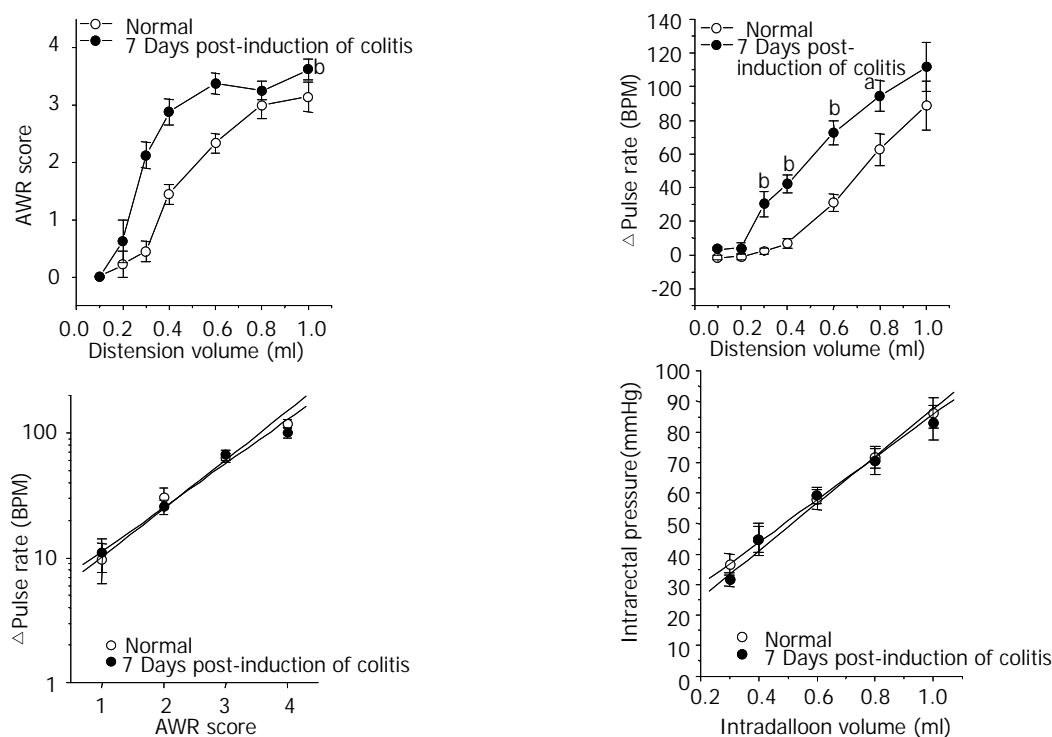 Normal
7 Days post-induction of colitis
4
3
2
1
0
AWR score
b
0.0 0.2 0.4 0.6 0.8 1.0
Distension volume (ml)
140
120
100
80
60
40
20
0
-20
△ Pulse rate (BPM)
Normal
7 Days post-
induction of colitis
a
b
b
b
0.0 0.2 0.4 0.6 0.8 1.0
Distension volume (ml)
100
10
1
△ Pulse rate (BPM)
Normal
7 Days post-induction of colitis
1 2 3 4
AWR score
100
90
80
70
60
50
40
30
20
10
0
Intrarectal pressure(mmHg)
Normal
7 Days post-induction of colitis
0.2 0.4 0.6 0.8 1.0
Intradalloon volume (ml)